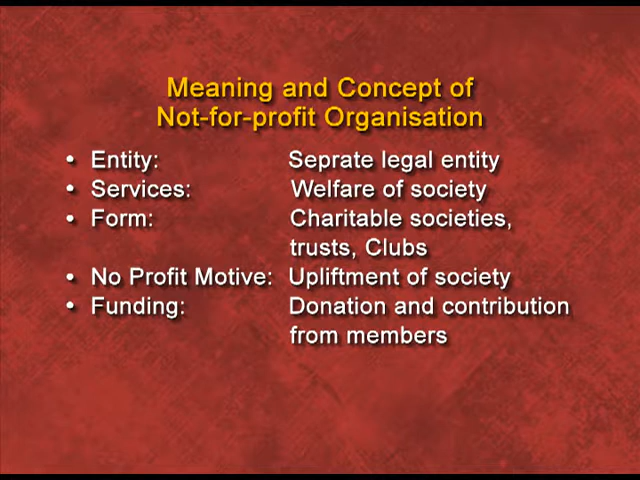 Meaning and Concept of
Not-for-profit Organisation
• Entity: Seprate legal entity
• Services: Welfare of society
• Form: Charitable societies,
trusts, Clubs
• No Profit Motive: Upliftment of society
• Funding: Donation and contribution
from members